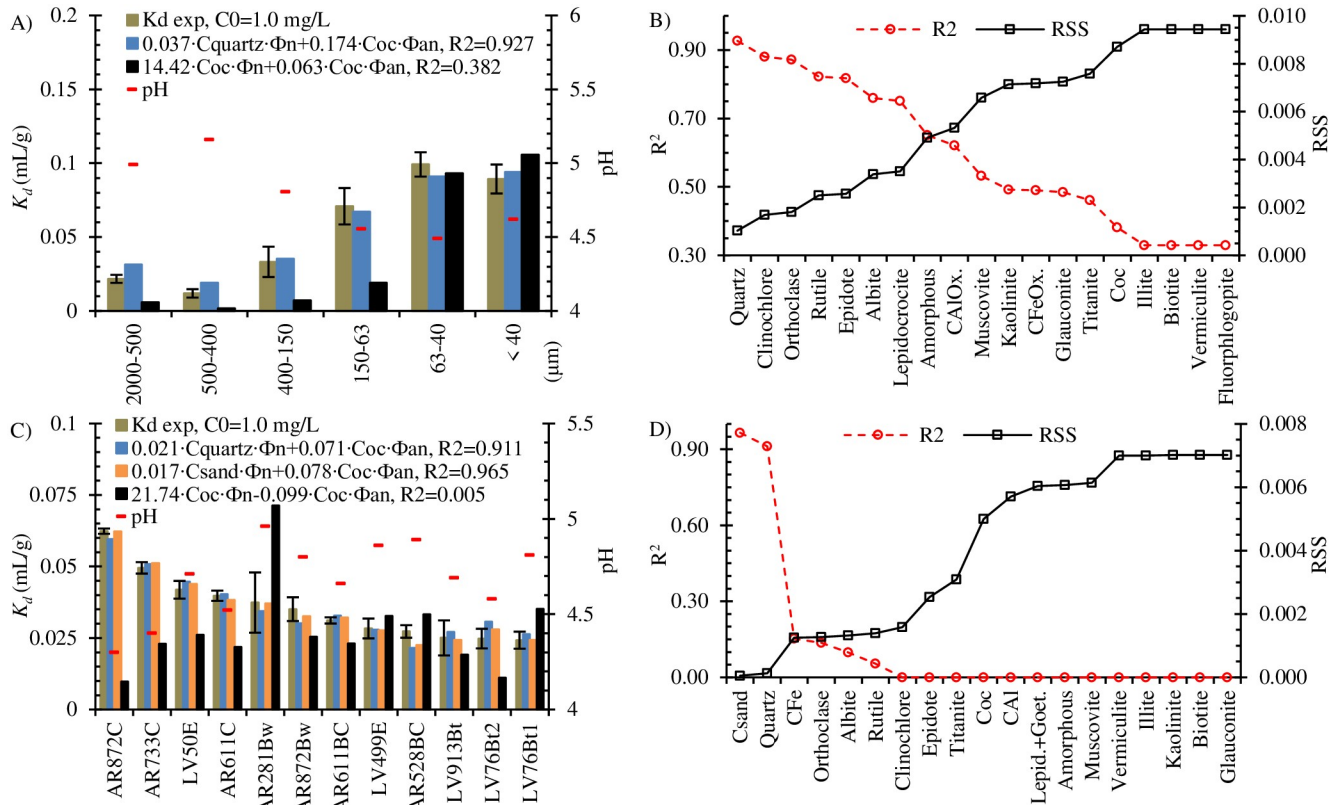 A)
Kd exp, C0=1.0 mg/L
0.037·Cquartz·Φn+0.174·Coc·Φan, R2=0.927
14.42·Coc·Φn+0.063·Coc·Φan, R2=0.382
pH
0.2
0.15
0.1
0.05
0
Kd (mL/g)
6
5.5
5
4.5
4
pH
2000-500
500-400
400-150
150-63
63-40
< 40
(μm)
B)
R2
RSS
0.90
0.70
0.50
0.30
R2
0.010
0.008
0.006
0.004
0.002
0.000
RSS
Quartz
Clinochlore
Orthoclase
Rutile
Epidote
Albite
Lepidocrocite
Amorphous
CAlOx.
Muscovite
Kaolinite
CFeOx.
Glauconite
Titanite
Coc
Illite
Biotite
Vermiculite
Fluorphlogopite
C)
Kd exp, C0=1.0 mg/L
0.021·Cquartz·Φn+0.071·Coc·Φan, R2=0.911
0.017·Csand·Φn+0.078·Coc·Φan, R2=0.965
21.74·Coc·Φn-0.099·Coc·Φan, R2=0.005
pH
0.1
0.075
0.05
0.025
0
Kd (mL/g)
5.5
5
4.5
4
pH
AR872C
AR733C
LV50E
AR611C
AR281Bw
AR872Bw
AR611BC
LV499E
AR528BC
LV913Bt
LV76Bt2
LV76Bt1
D)
R2
RSS
0.90
0.60
0.30
0.00
R2
0.008
0.006
0.004
0.002
0.000
RSS
Csand
Quartz
CFe
Orthoclase
Albite
Rutile
Clinochlore
Epidote
Titanite
Coc
CAl
Lepid.+Goet.
Amorphous
Muscovite
Vermiculite
Illite
Kaolinite
Biotite
Glauconite